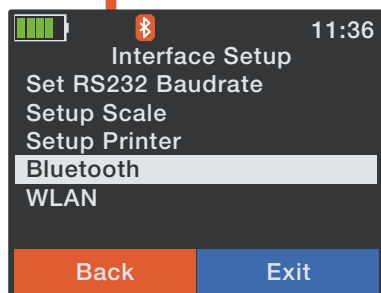 11:36
Interface Setup
Set RS232 Baudrate
Setup Scale
Setup Printer
Bluetooth
WLAN
Back Exit